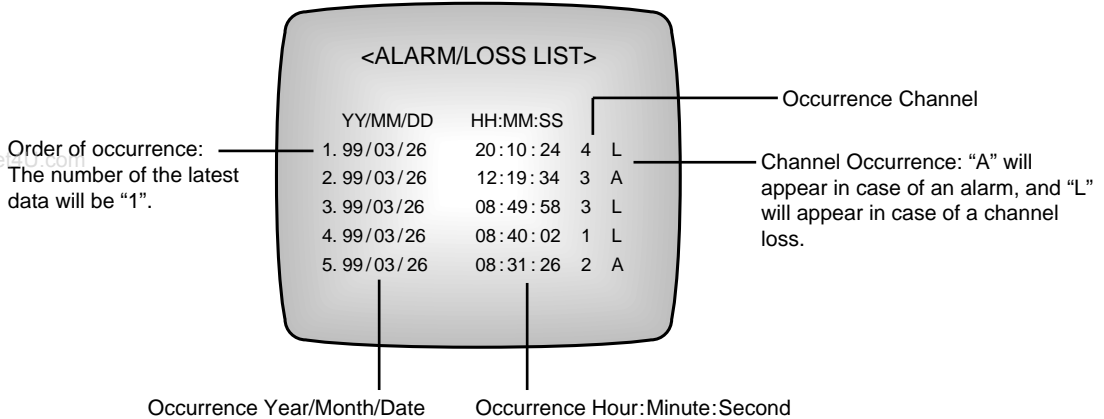 <ALARM/LOSS LIST>
YY/MM/DD HH:MM:SS
1. 99/03/26 20:10:24 4 L
2. 99/03/26 12:19:34 3 A
3. 99/03/26 08:49:58 3 L
4. 99/03/26 08:40:02 1 L
5. 99/03/26 08:31:26 2 A
Order of occurrence:
The number of the latest
data will be “1”.
Occurrence Channel
Channel Occurrence: “A” will
appear in case of an alarm, and “L”
will appear in case of a channel
loss.
Occurrence Year/Month/Date
Occurrence Hour:Minute:Second